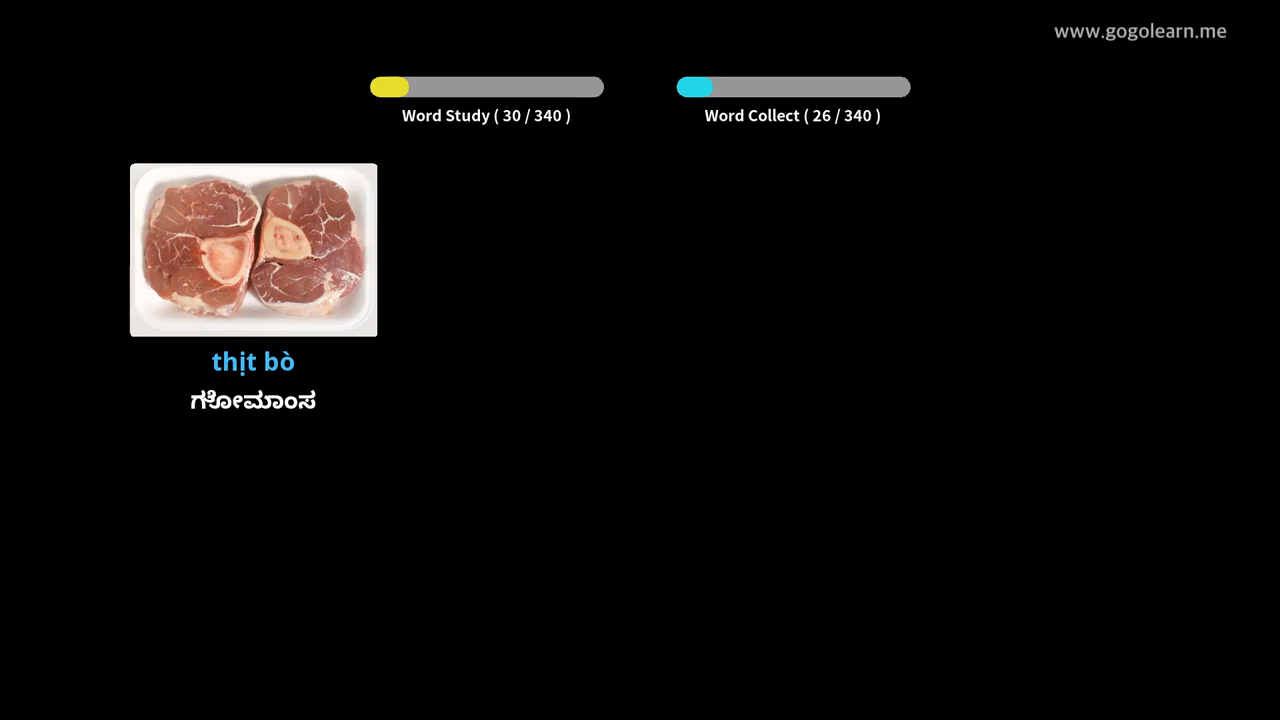 www.gogolearn.me
Word Study ( 30 / 340 )
Word Collect ( 26 / 340 )
thịt bò
ಗೋಮಾಂಸ